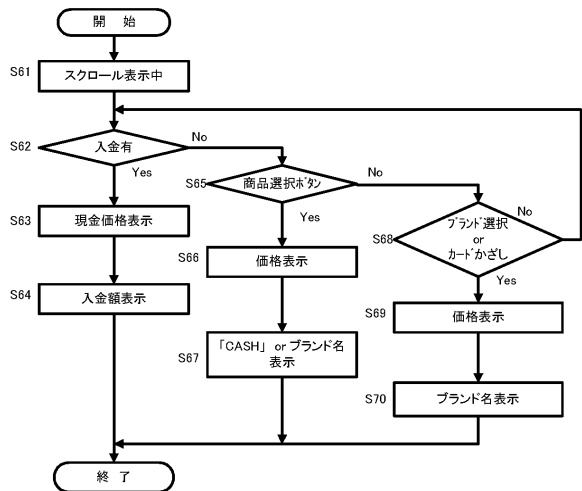 開 始
S61
スクロール表示中
S62
入金有
No
Yes
S65
商品選択ﾎﾞﾀﾝ
No
Yes
S63
現金価格表示
S68
ﾌﾞﾗﾝﾄﾞ選択
or
ｶｰﾄﾞかざし
No
Yes
S66
価格表示
S64
入金額表示
S69
価格表示
S67
「CASH」 or ブランド名
表示
S70
ブランド名表示
終 了